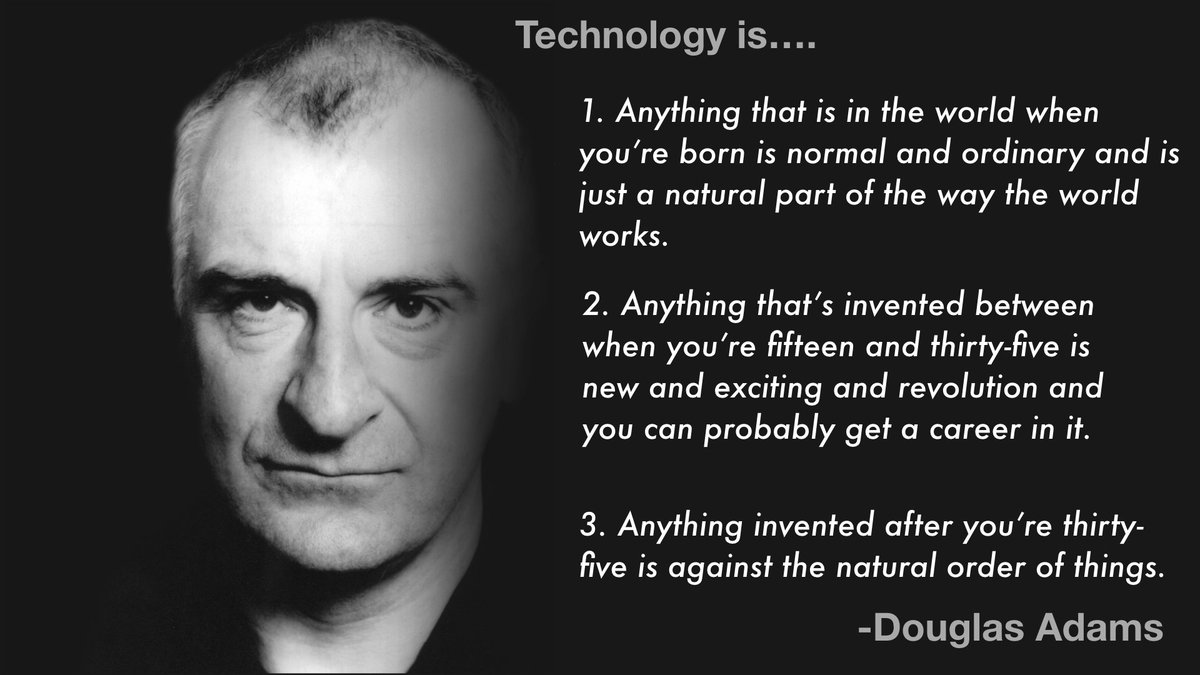 Technology is....
1. Anything that is in the world when
you’re born is normal and ordinary and is
just a natural part of the way the world
works.
2. Anything that’s invented between
when you’re fifteen and thirty-five is
new and exciting and revolution and
you can probably get a career in it.
3. Anything invented after you’re thirty-
five is against the natural order of things.
-Douglas Adams